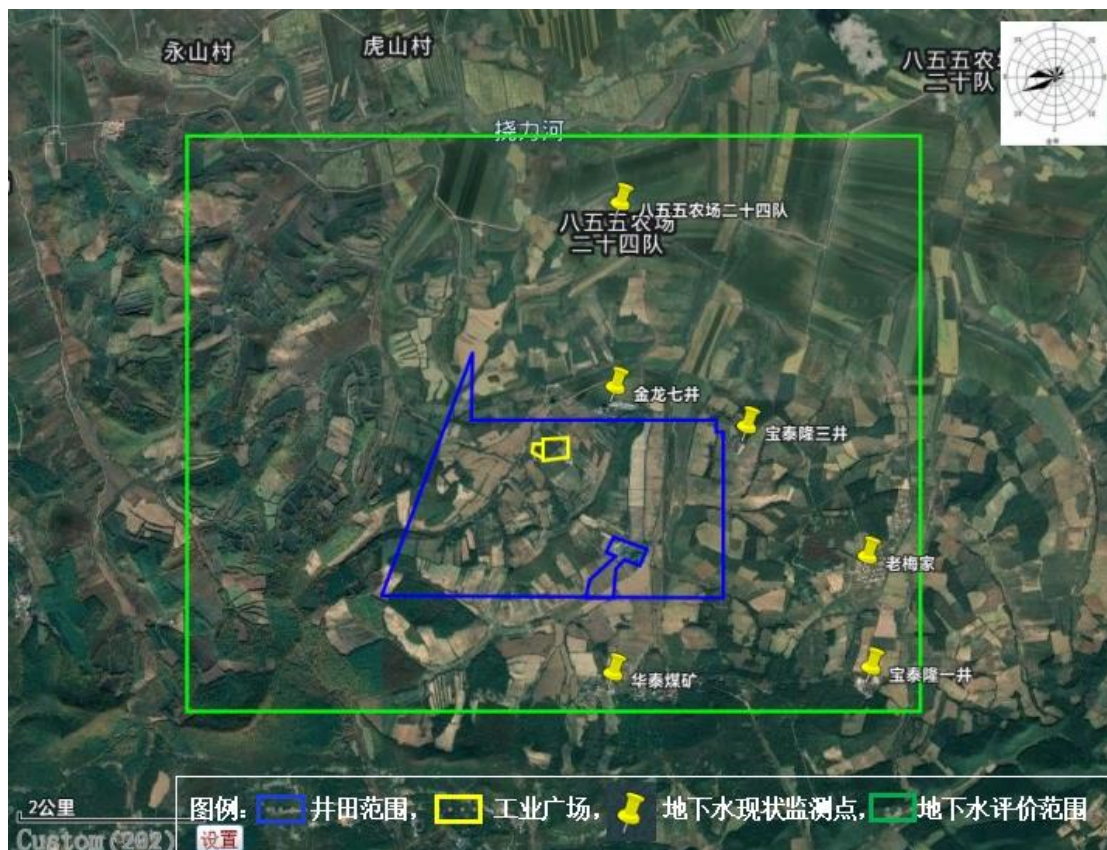 永山村
虎山村
八五五农场
二十队
挠力河
八五五农场二十四队
八五五农场
二十四队
金龙七井
宝泰隆三井
老梅家
华泰煤矿
宝泰隆一井
2公里
图例: 井田范围, 工业广场, 地下水现状监测点, 地下水评价范围
Custom(202)
设置